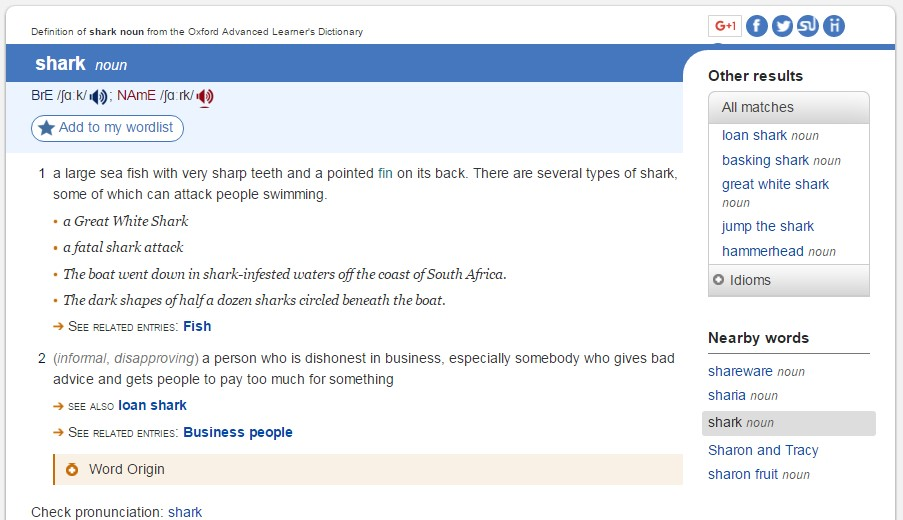 Definition of shark noun from the Oxford Advanced Learner's Dictionary
G+1
shark noun
BrE /ʃɑːk/ ; NAmE /ʃɑːrk/
Add to my wordlist
1 a large sea fish with very sharp teeth and a pointed fin on its back. There are several types of shark,
some of which can attack people swimming.
• a Great White Shark
• a fatal shark attack
• The boat went down in shark-infested waters off the coast of South Africa.
• The dark shapes of half a dozen sharks circled beneath the boat.
→ SEE RELATED ENTRIES: Fish
2 (informal, disapproving) a person who is dishonest in business, especially somebody who gives bad
advice and gets people to pay too much for something
→ SEE ALSO loan shark
→ SEE RELATED ENTRIES: Business people
Word Origin
Check pronunciation: shark
Other results
All matches
loan shark noun
basking shark noun
great white shark
noun
jump the shark
hammerhead noun
Idioms
Nearby words
shareware noun
sharia noun
shark noun
Sharon and Tracy
sharon fruit noun